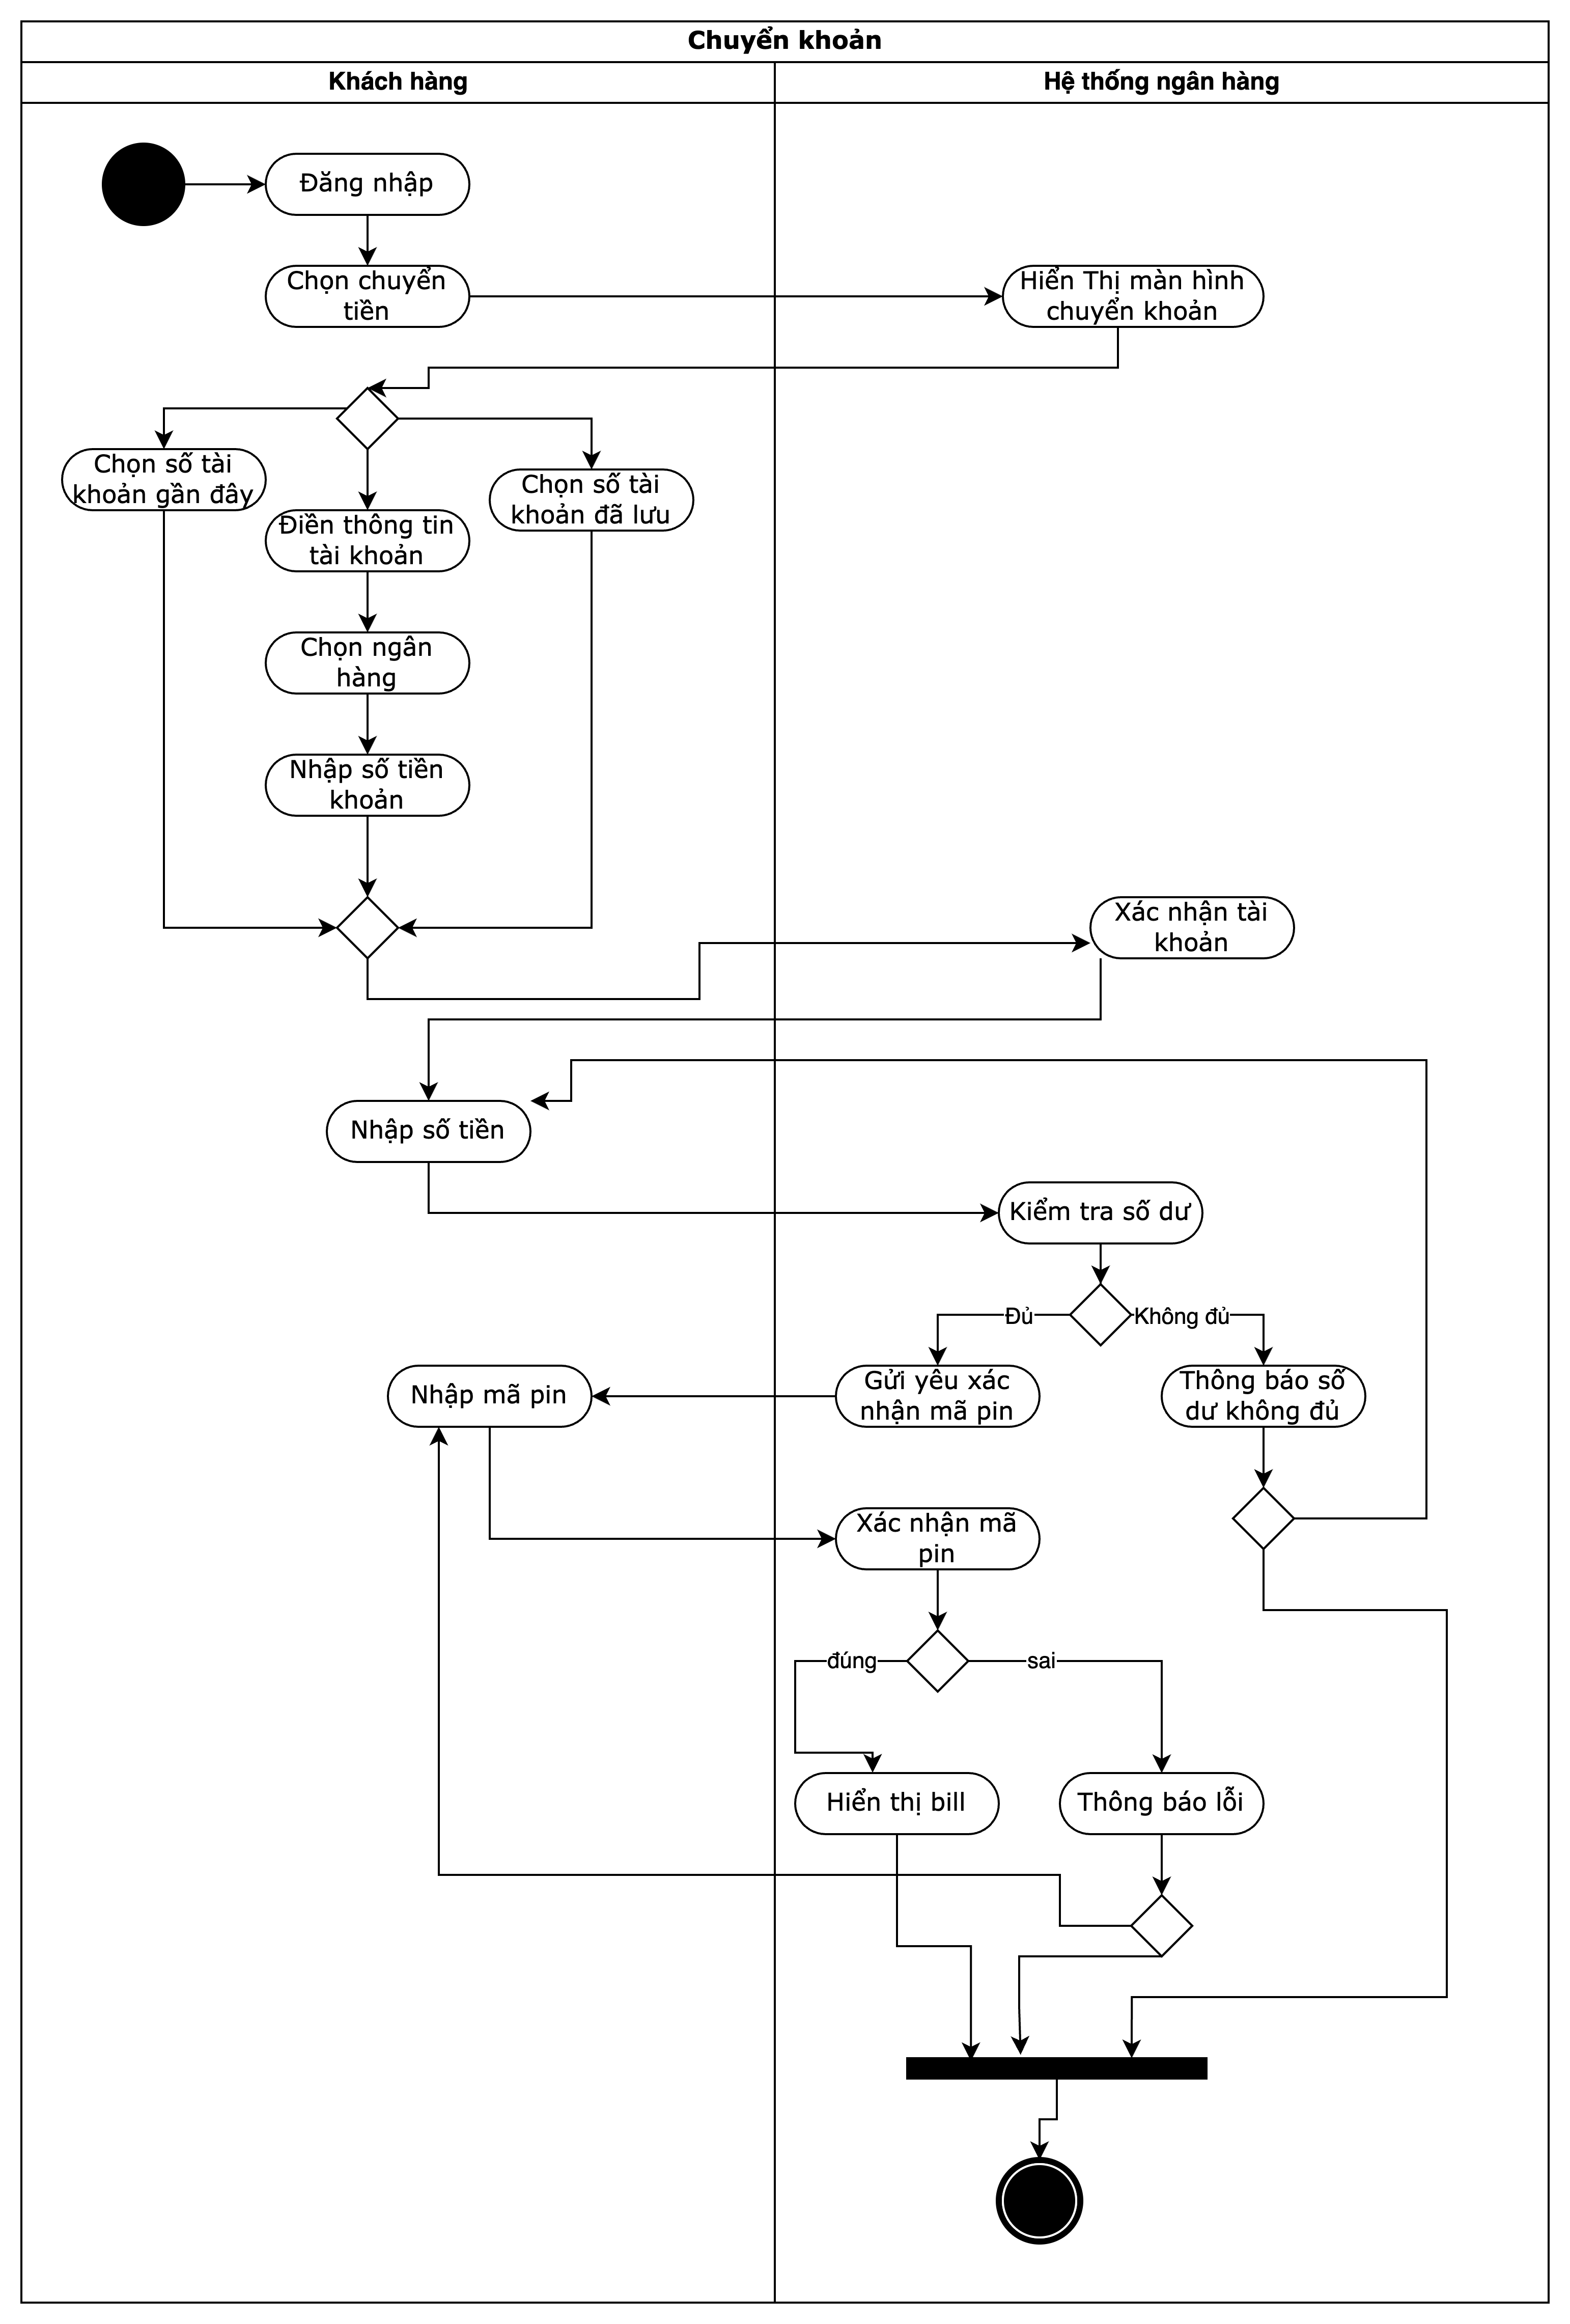 Chuyển khoản
Khách hàng
Hệ thống ngân hàng
Đăng nhập
Chọn chuyển
tiền
Hiển Thị màn hình
chuyển khoản
Chọn số tài
khoản gần đây
Chọn số tài
khoản đã lưu
Điền thông tin
tài khoản
Chọn ngân
hàng
Nhập số tiền
khoản
Xác nhận tài
khoản
Nhập số tiền
Kiểm tra số dư
Đủ
Không đủ
Nhập mã pin
Gửi yêu xác
nhận mã pin
Thông báo số
dư không đủ
Xác nhận mã
pin
đúng
sai
Hiển thị bill
Thông báo lỗi